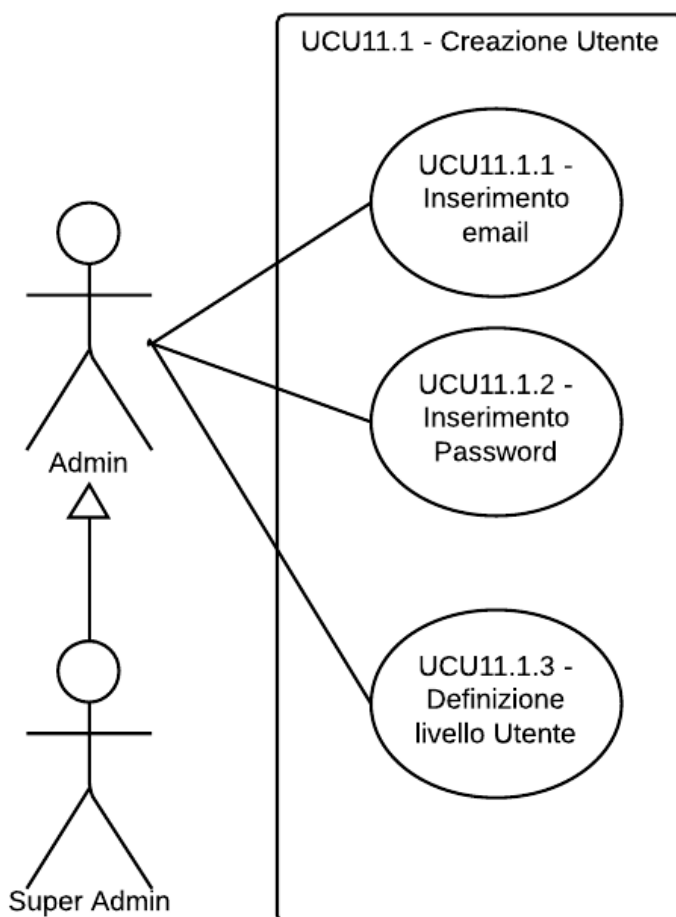 UCU11.1 - Creazione Utente
UCU11.1.1 -
Inserimento
email
UCU11.1.2 -
Inserimento
Password
Admin
UCU11.1.3 -
Definizione
livello Utente
Super Admin